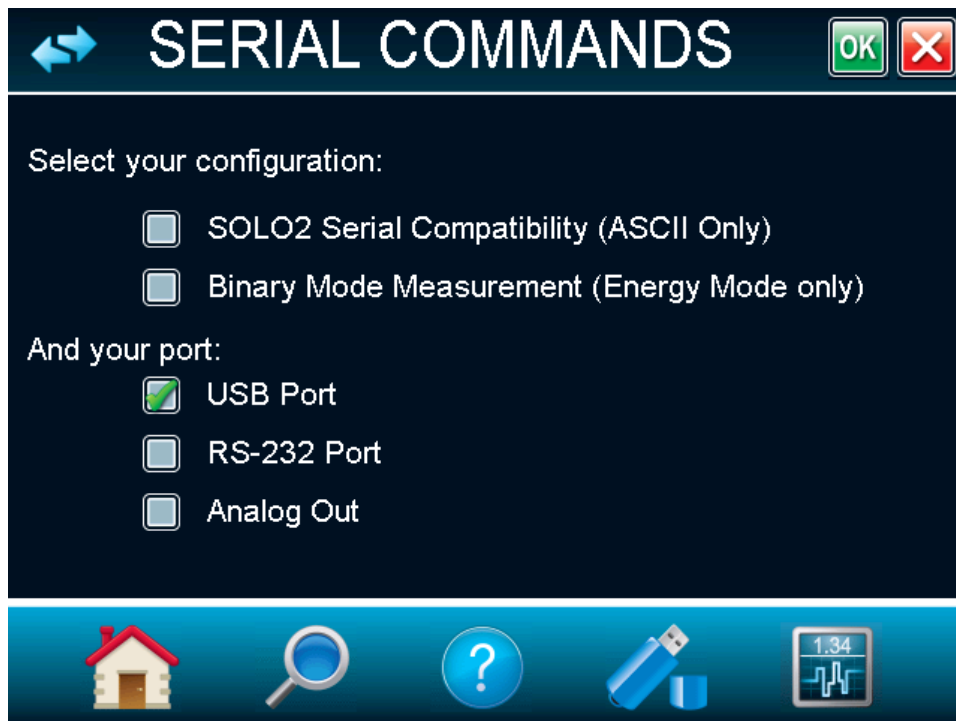 SERIAL COMMANDS
OK
Select your configuration:
SOLO2 Serial Compatibility (ASCII Only)
Binary Mode Measurement (Energy Mode only)
And your port:
USB Port
RS-232 Port
Analog Out
?
1.34